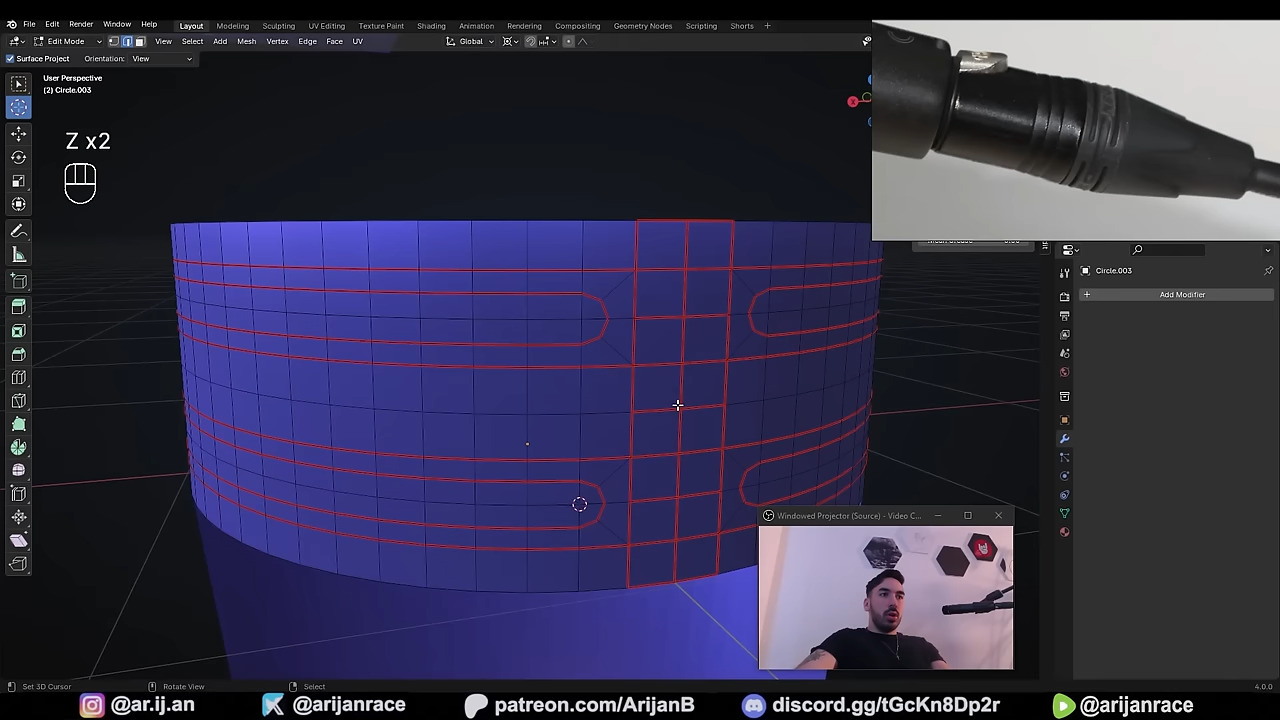 File Edit Render Window Help
Layout Modeling Sculpting UV Editing Texture Paint Shading Animation Rendering Compositing Geometry Nodes Scripting Shorts +
Edit Mode View Select Add Mesh Vertex Edge Face UV Global
Surface Project Orientation: View
User Perspective
(2) Circle.003
Z x2
X
Circle.003
+ Add Modifier
Windowed Projector (Source) - Video C...
Set 3D Cursor Rotate View Select 4.0.0
@ar.ij.an @arijanrace patreon.com/ArijanB discord.gg/tGcKn8Dp2r @arijanrace